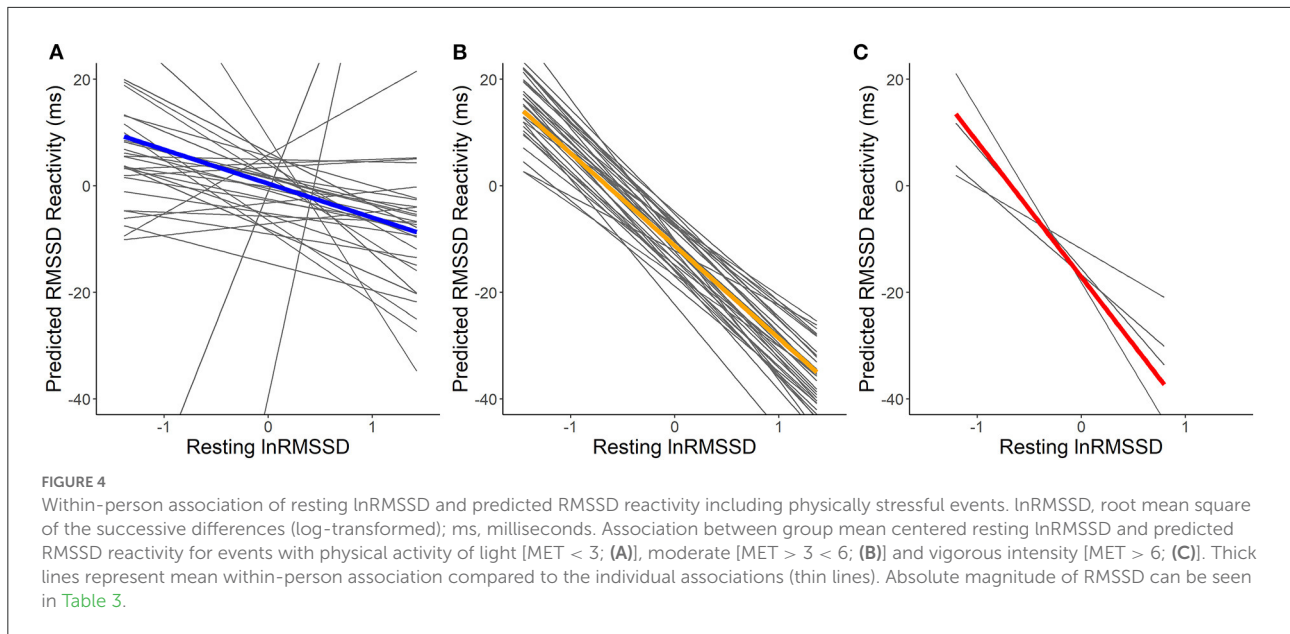 A
B
C
Predicted RMSSD Reactivity (ms)
20
0
-20
-40
-1
0
1
Resting lnRMSSD
Predicted RMSSD Reactivity (ms)
20
0
-20
-40
-1
0
1
Resting lnRMSSD
Predicted RMSSD Reactivity (ms)
20
0
-20
-40
-1
0
1
Resting lnRMSSD
FIGURE 4
Within-person association of resting lnRMSSD and predicted RMSSD reactivity including physically stressful events. lnRMSSD, root mean square
of the successive differences (log-transformed); ms, milliseconds. Association between group mean centered resting lnRMSSD and predicted
RMSSD reactivity for events with physical activity of light [MET < 3; (A)], moderate [MET > 3 < 6; (B)] and vigorous intensity [MET > 6; (C)]. Thick
lines represent mean within-person association compared to the individual associations (thin lines). Absolute magnitude of RMSSD can be seen
in Table 3.